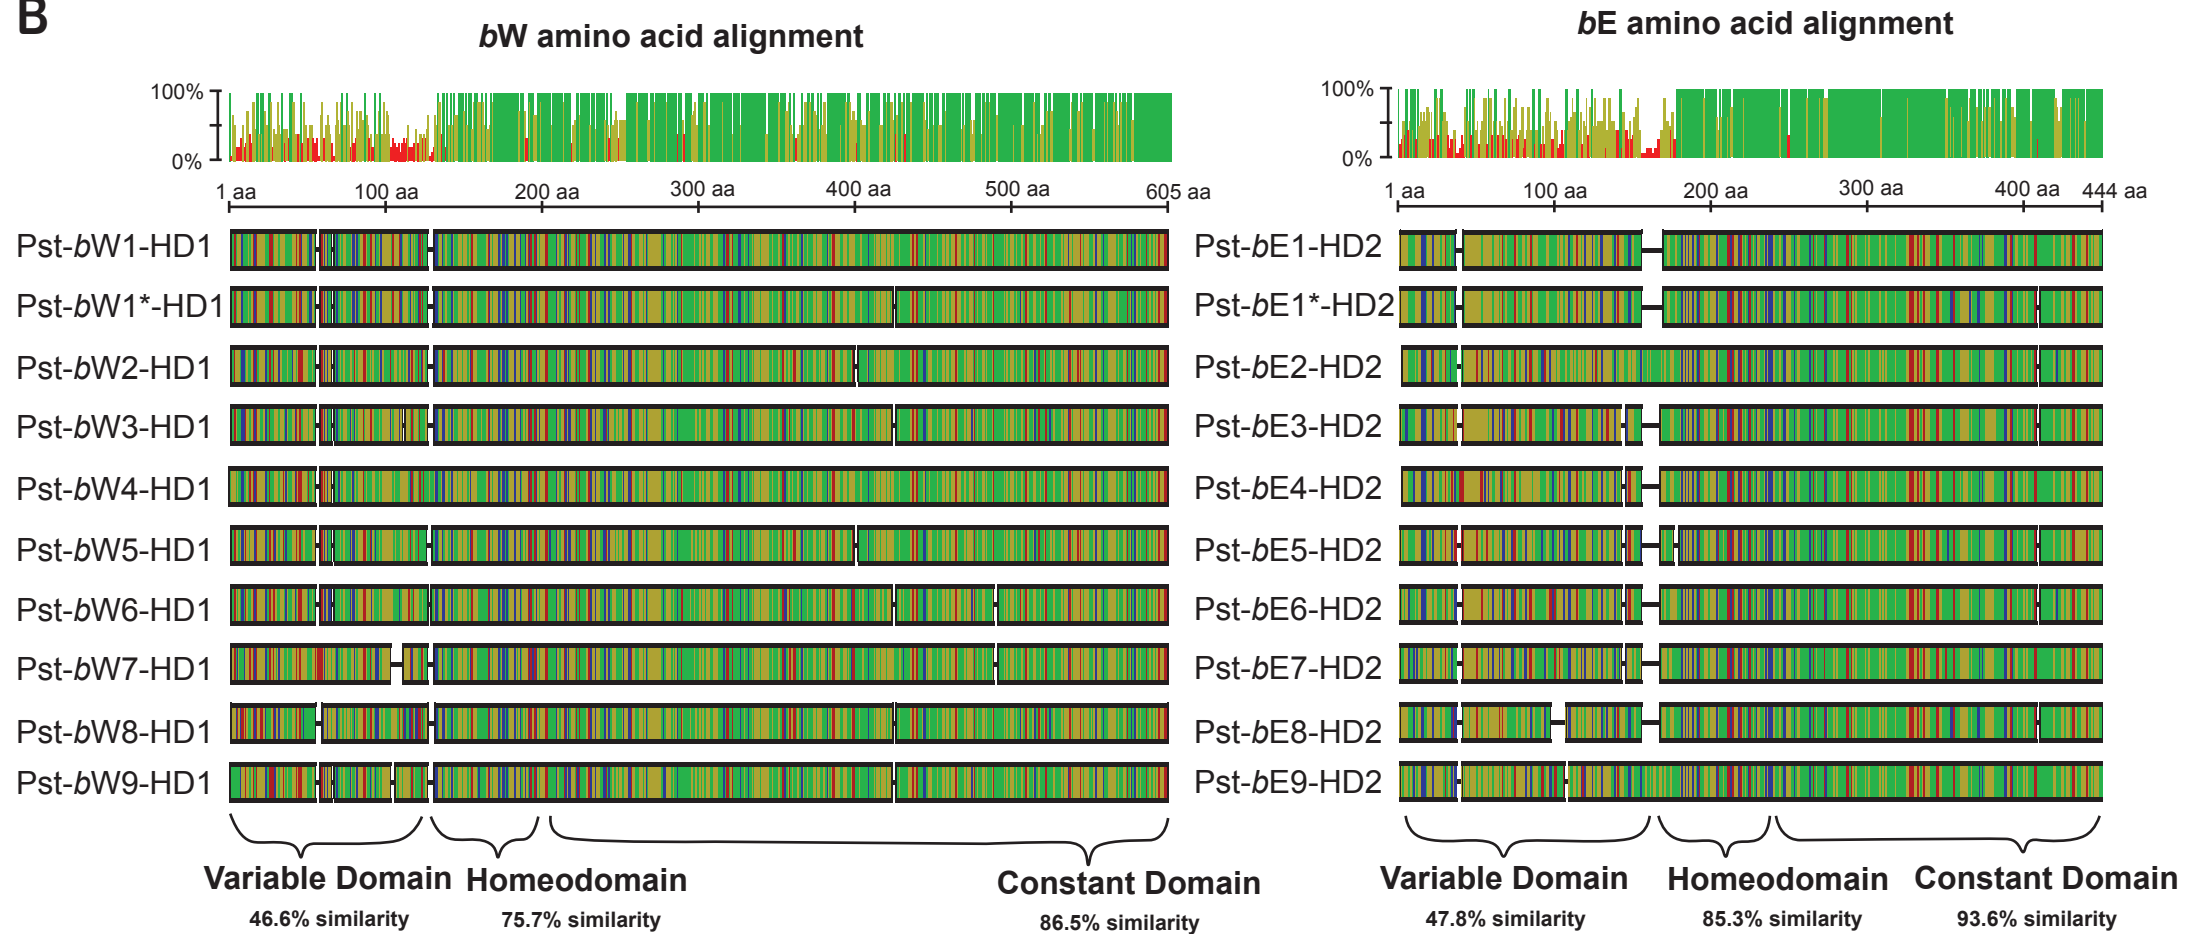 B
bW amino acid alignment
100%
0%
1 aa 100 aa 200 aa 300 aa 400 aa 500 aa 605 aa
Pst-bW1-HD1
Pst-bW1*-HD1
Pst-bW2-HD1
Pst-bW3-HD1
Pst-bW4-HD1
Pst-bW5-HD1
Pst-bW6-HD1
Pst-bW7-HD1
Pst-bW8-HD1
Pst-bW9-HD1
Variable Domain Homeodomain Constant Domain
46.6% similarity 75.7% similarity 86.5% similarity
bE amino acid alignment
100%
0%
1 aa 100 aa 200 aa 300 aa 400 aa 444 aa
Pst-bE1-HD2
Pst-bE1*-HD2
Pst-bE2-HD2
Pst-bE3-HD2
Pst-bE4-HD2
Pst-bE5-HD2
Pst-bE6-HD2
Pst-bE7-HD2
Pst-bE8-HD2
Pst-bE9-HD2
Variable Domain Homeodomain Constant Domain
47.8% similarity 85.3% similarity 93.6% similarity